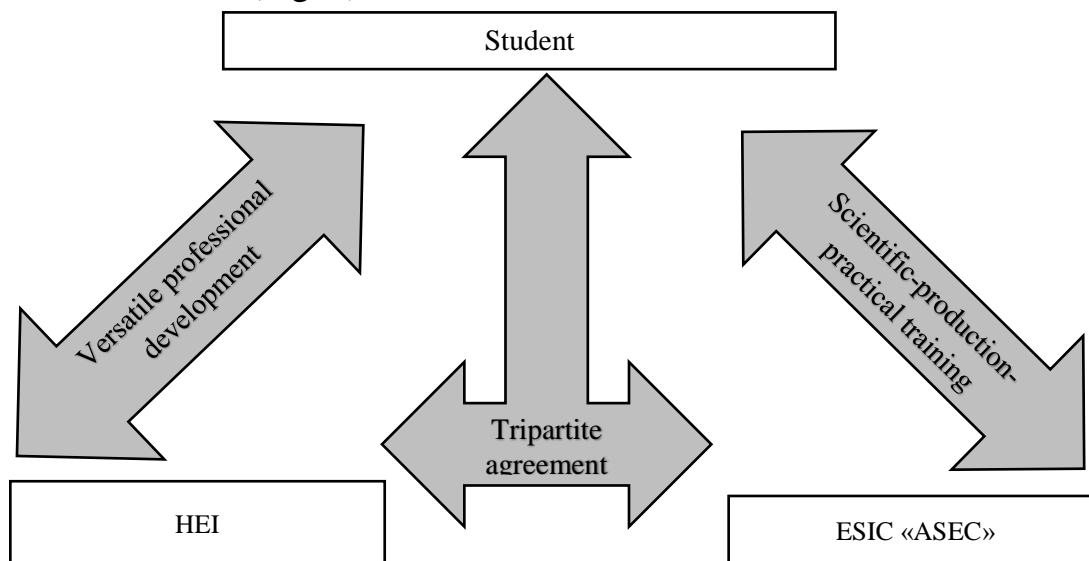 Student
Versatile professional
development
Scientific-production-
practical training
Tripartite
agreement
HEI
ESIC «ASEC»